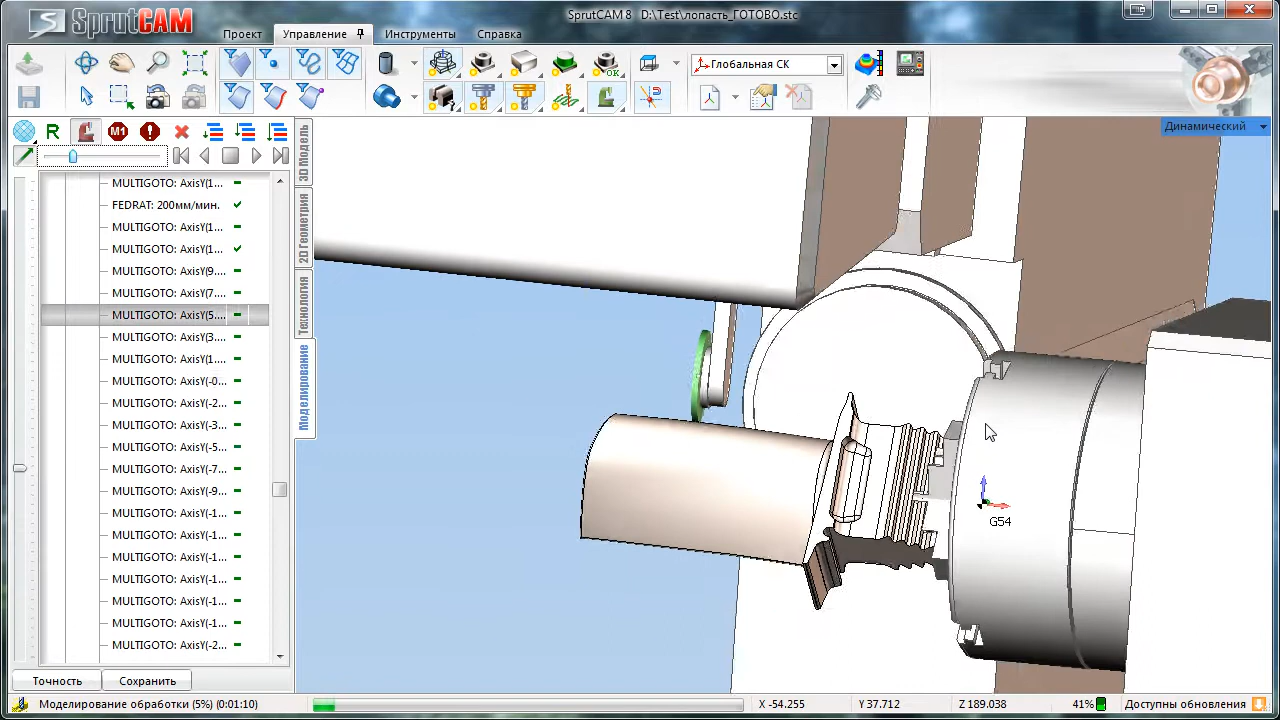 SprutCAM 8 D:\Test\лопасть_ГОТОВО.stc
SprutCAM
Проект Управление Инструменты Справка
OK
Глобальная СК
Динамический
R M1
MULTIGOTO: AxisY(1...
FEDRAT: 200мм/мин.
MULTIGOTO: AxisY(1...
MULTIGOTO: AxisY(1...
MULTIGOTO: AxisY(9....
MULTIGOTO: AxisY(7....
MULTIGOTO: AxisY(5....
MULTIGOTO: AxisY(3....
MULTIGOTO: AxisY(1....
MULTIGOTO: AxisY(-0...
MULTIGOTO: AxisY(-2...
MULTIGOTO: AxisY(-3...
MULTIGOTO: AxisY(-5...
MULTIGOTO: AxisY(-7...
MULTIGOTO: AxisY(-9...
MULTIGOTO: AxisY(-1...
MULTIGOTO: AxisY(-1...
MULTIGOTO: AxisY(-1...
MULTIGOTO: AxisY(-1...
MULTIGOTO: AxisY(-1...
MULTIGOTO: AxisY(-1...
MULTIGOTO: AxisY(-2...
3D Модель
2D Геометрия
Технология
Моделирование
G54
Точность Сохранить
Моделирование обработки (5%) (0:01:10) X -54.255 Y 37.712 Z 189.038 41% Доступны обновления